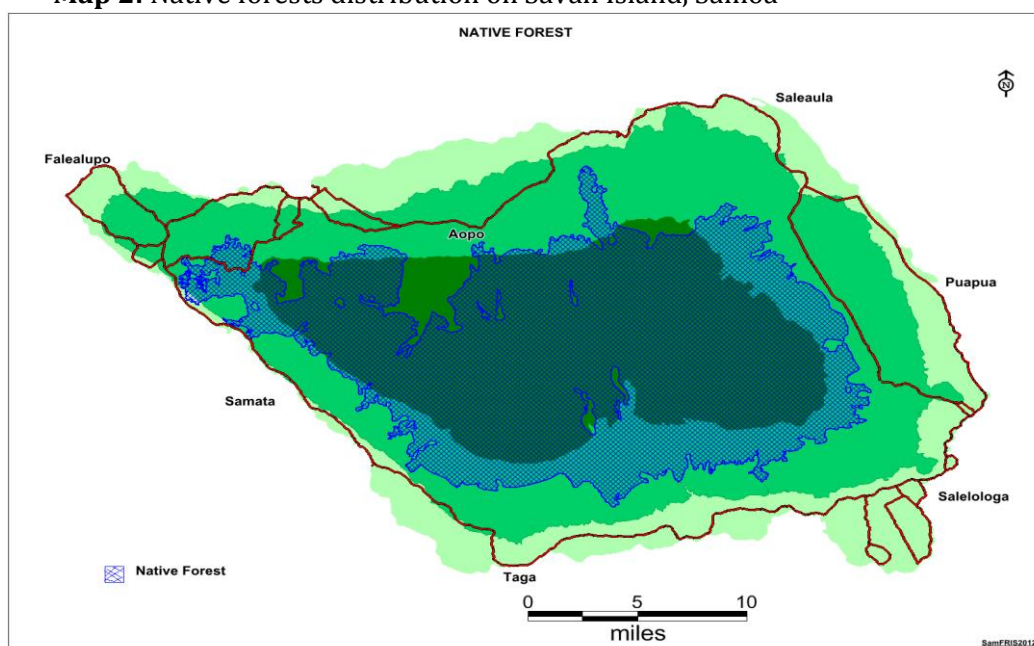 Map 2: Native forests distribution on Savaii Island, Samoa
NATIVE FOREST
N
Saleaula
Falealupo
Aopo
Puapua
Samata
Salelologa
Native Forest
Taga
0 5 10
miles
SamFRIS2012